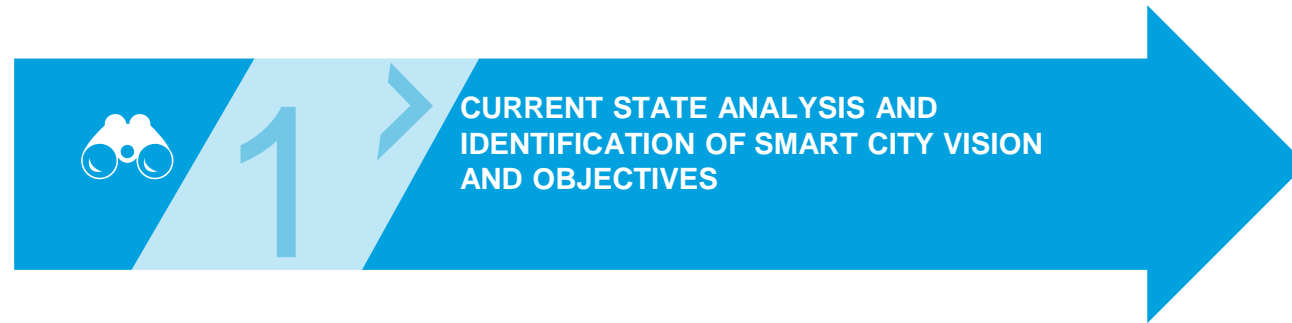 1
CURRENT STATE ANALYSIS AND
IDENTIFICATION OF SMART CITY VISION
AND OBJECTIVES